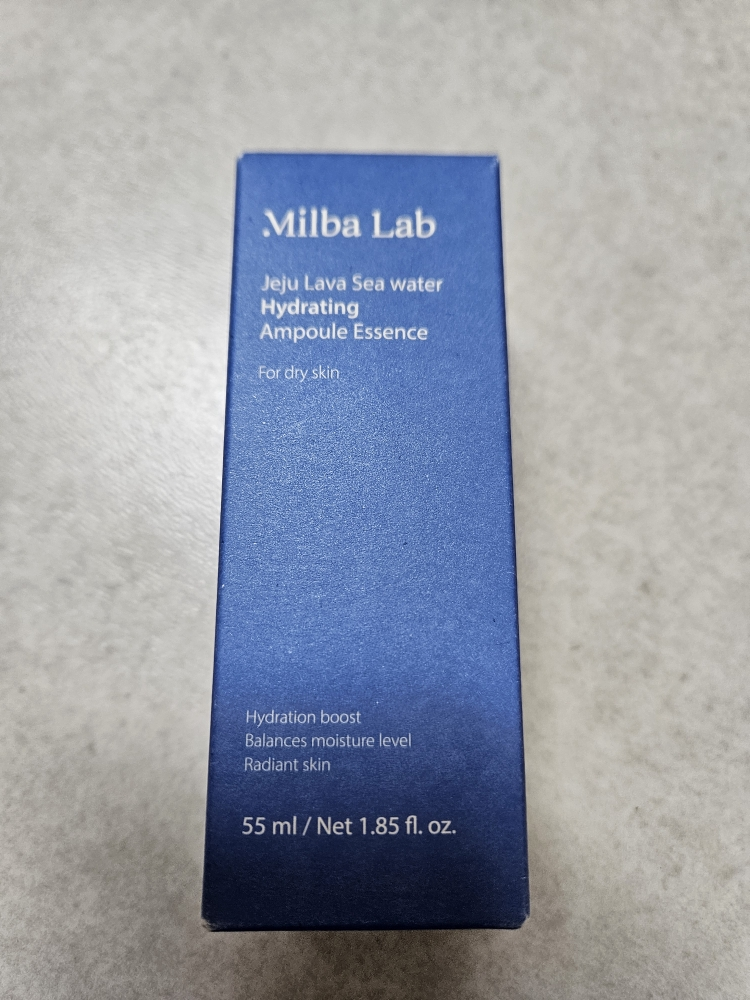 Milba Lab
Jeju Lava Sea water
Hydrating
Ampoule Essence
For dry skin
Hydration boost
Balances moisture level
Radiant skin
55 ml / Net 1.85 fl. oz.